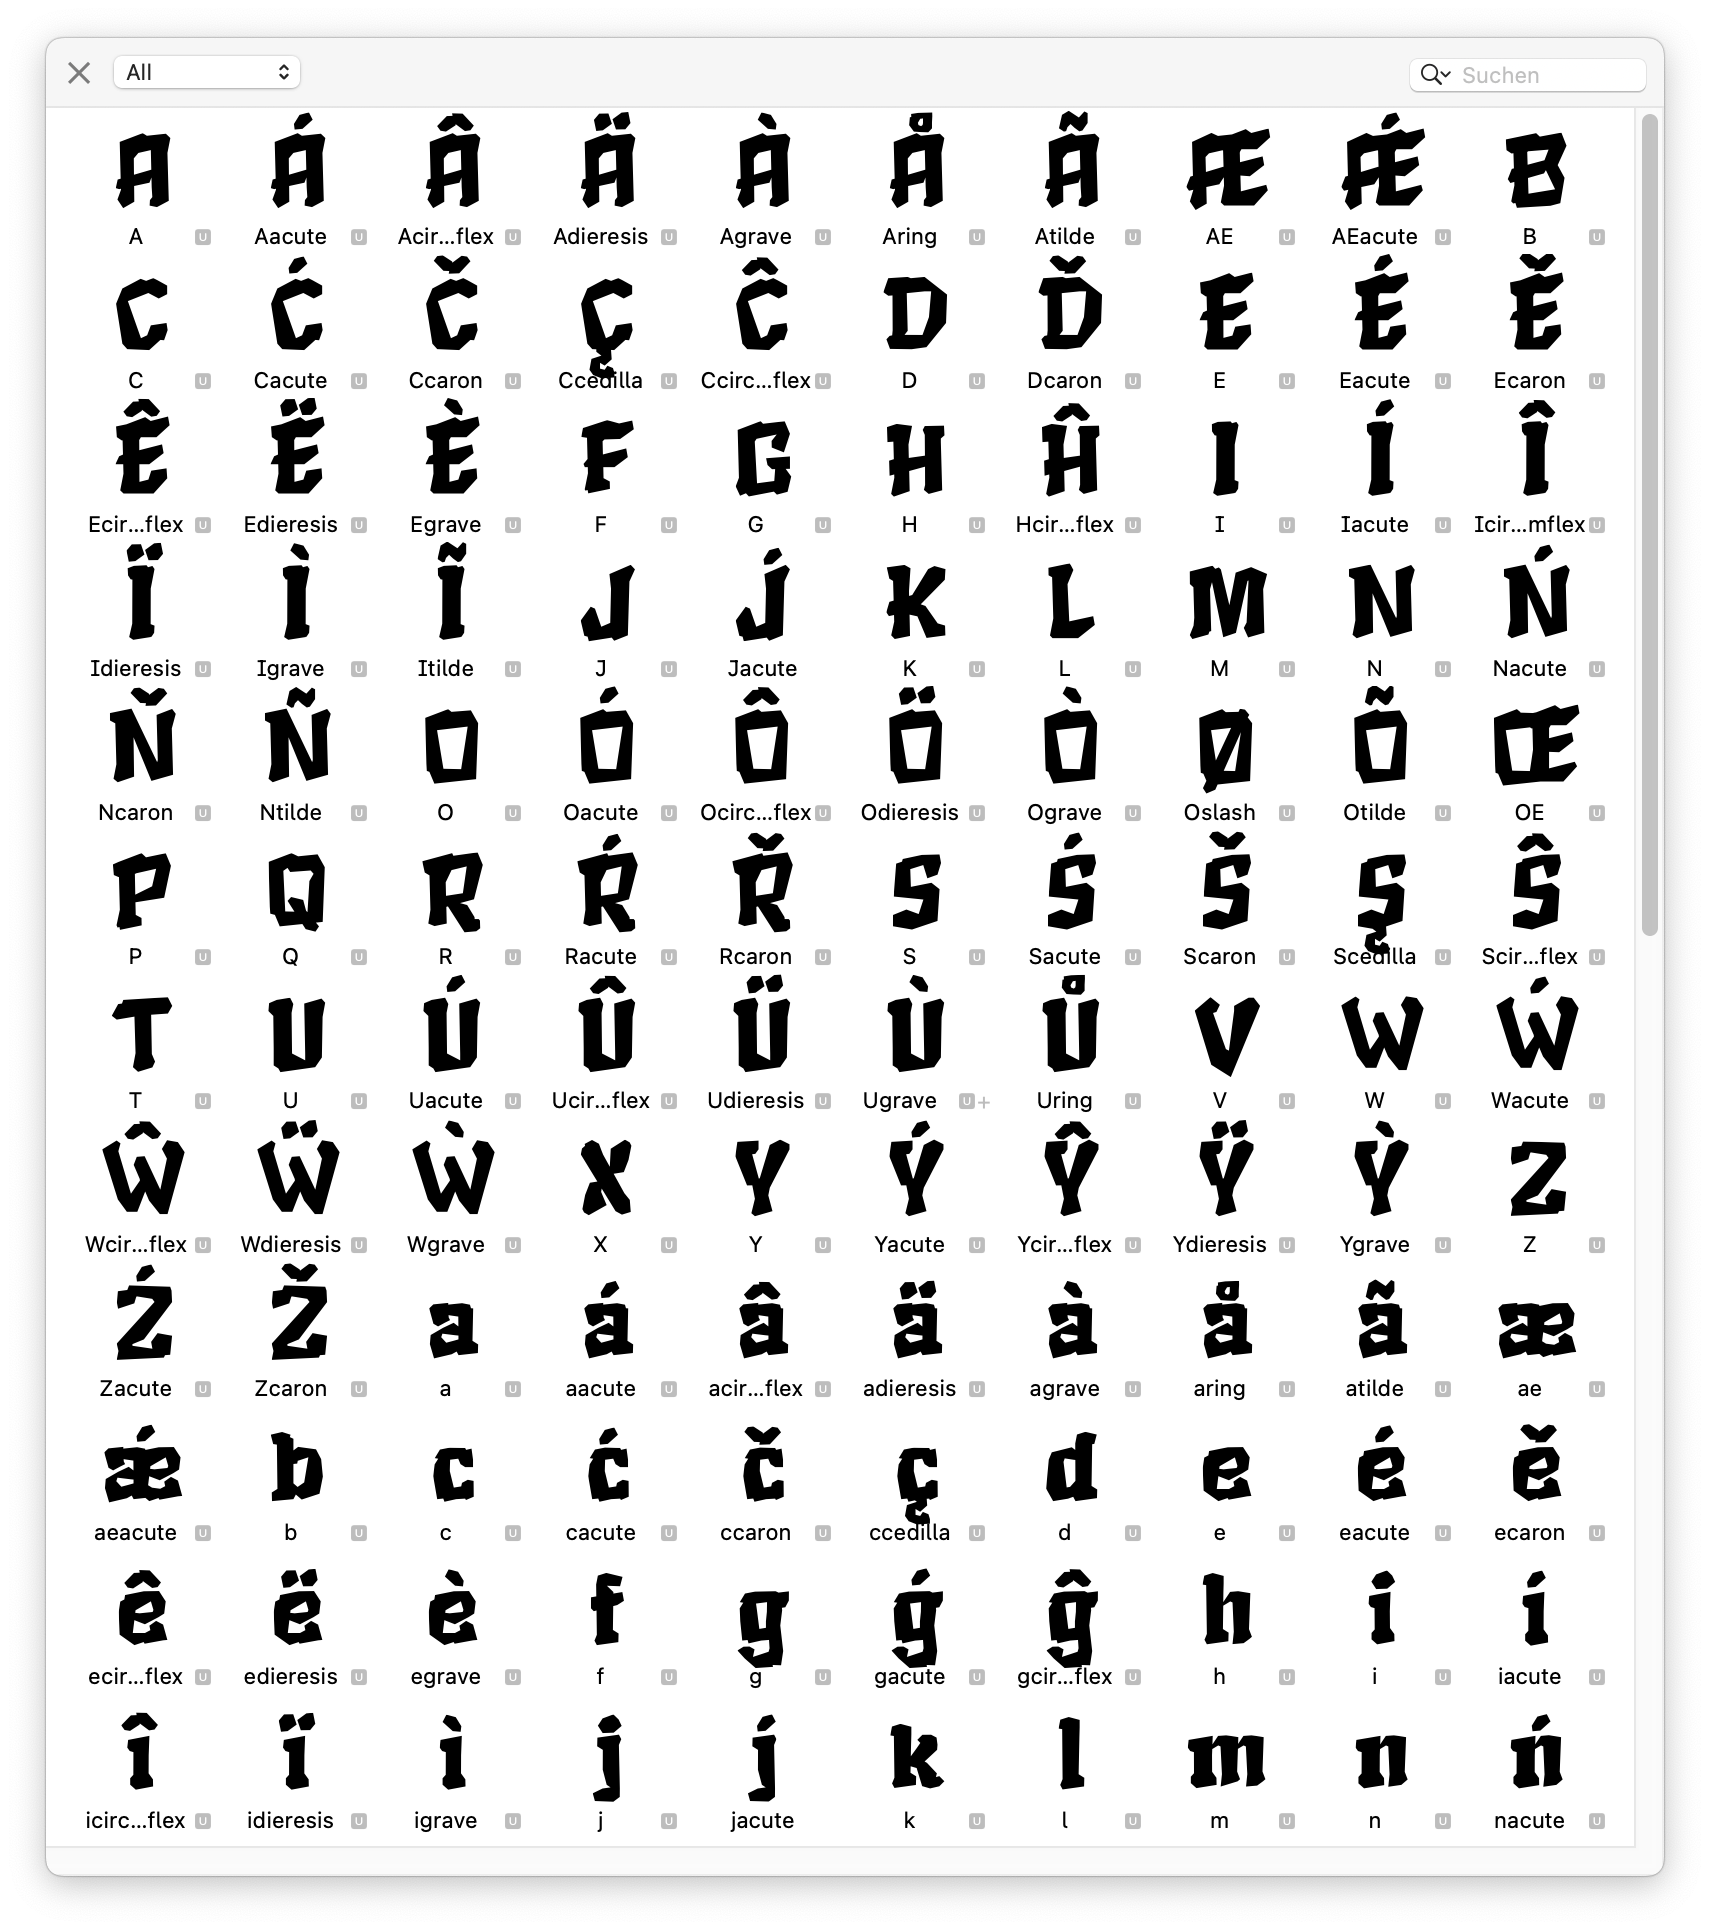 All Suchen
A Á Â Ä À Å Ã Æ Ǽ B
A U Aacute U Acir...flex U Adieresis U Agrave U Aring U Atilde U AE U AEacute U B U
C Ć Č Ç Ĉ D Ď E É Ě
C U Cacute U Ccaron U Ccedilla U Ccirc...flex U D U Dcaron U E U Eacute U Ecaron U
Ê Ë È F G H Ĥ I Í Î
Ecir...flex U Edieresis U Egrave U F U G U H U Hcir...flex U I U Iacute U Icir...mflex U
Ï Ì Ĩ J J́ K L M N Ń
Idieresis U Igrave U Itilde U J U Jacute K U L U M U N U Nacute U
Ň Ñ O Ó Ô Ö Ò Ø Õ Œ
Ncaron U Ntilde U O U Oacute U Ocirc...flex U Odieresis U Ograve U Oslash U Otilde U OE U
P Q R Ŕ Ř S Ś Š Ş Ŝ
P U Q U R U Racute U Rcaron U S U Sacute U Scaron U Scedilla U Scir...flex U
T U Ú Û Ü Ù Ů V W Ẃ
T U U U Uacute U Ucir...flex U Udieresis U Ugrave U+ Uring U V U W U Wacute U
Ŵ Ẅ Ẁ X Y Ý Ŷ Ÿ Ỳ Z
Wcir...flex U Wdieresis U Wgrave U X U Y U Yacute U Ycir...flex U Ydieresis U Ygrave U Z U
Ź Ž a á â ä à å ã æ
Zacute U Zcaron U a U aacute U acir...flex U adieresis U agrave U aring U atilde U ae U
ǽ b c ć č ç d e é ě
aeacute U b U c U cacute U ccaron U ccedilla U d U e U eacute U ecaron U
ê ë è f g ǵ ĝ h i í
ecir...flex U edieresis U egrave U f U g U gacute U gcir...flex U h U i U iacute U
î ï ì j j́ k l m n ń
icirc...flex U idieresis U igrave U j U jacute k U l U m U n U nacute U